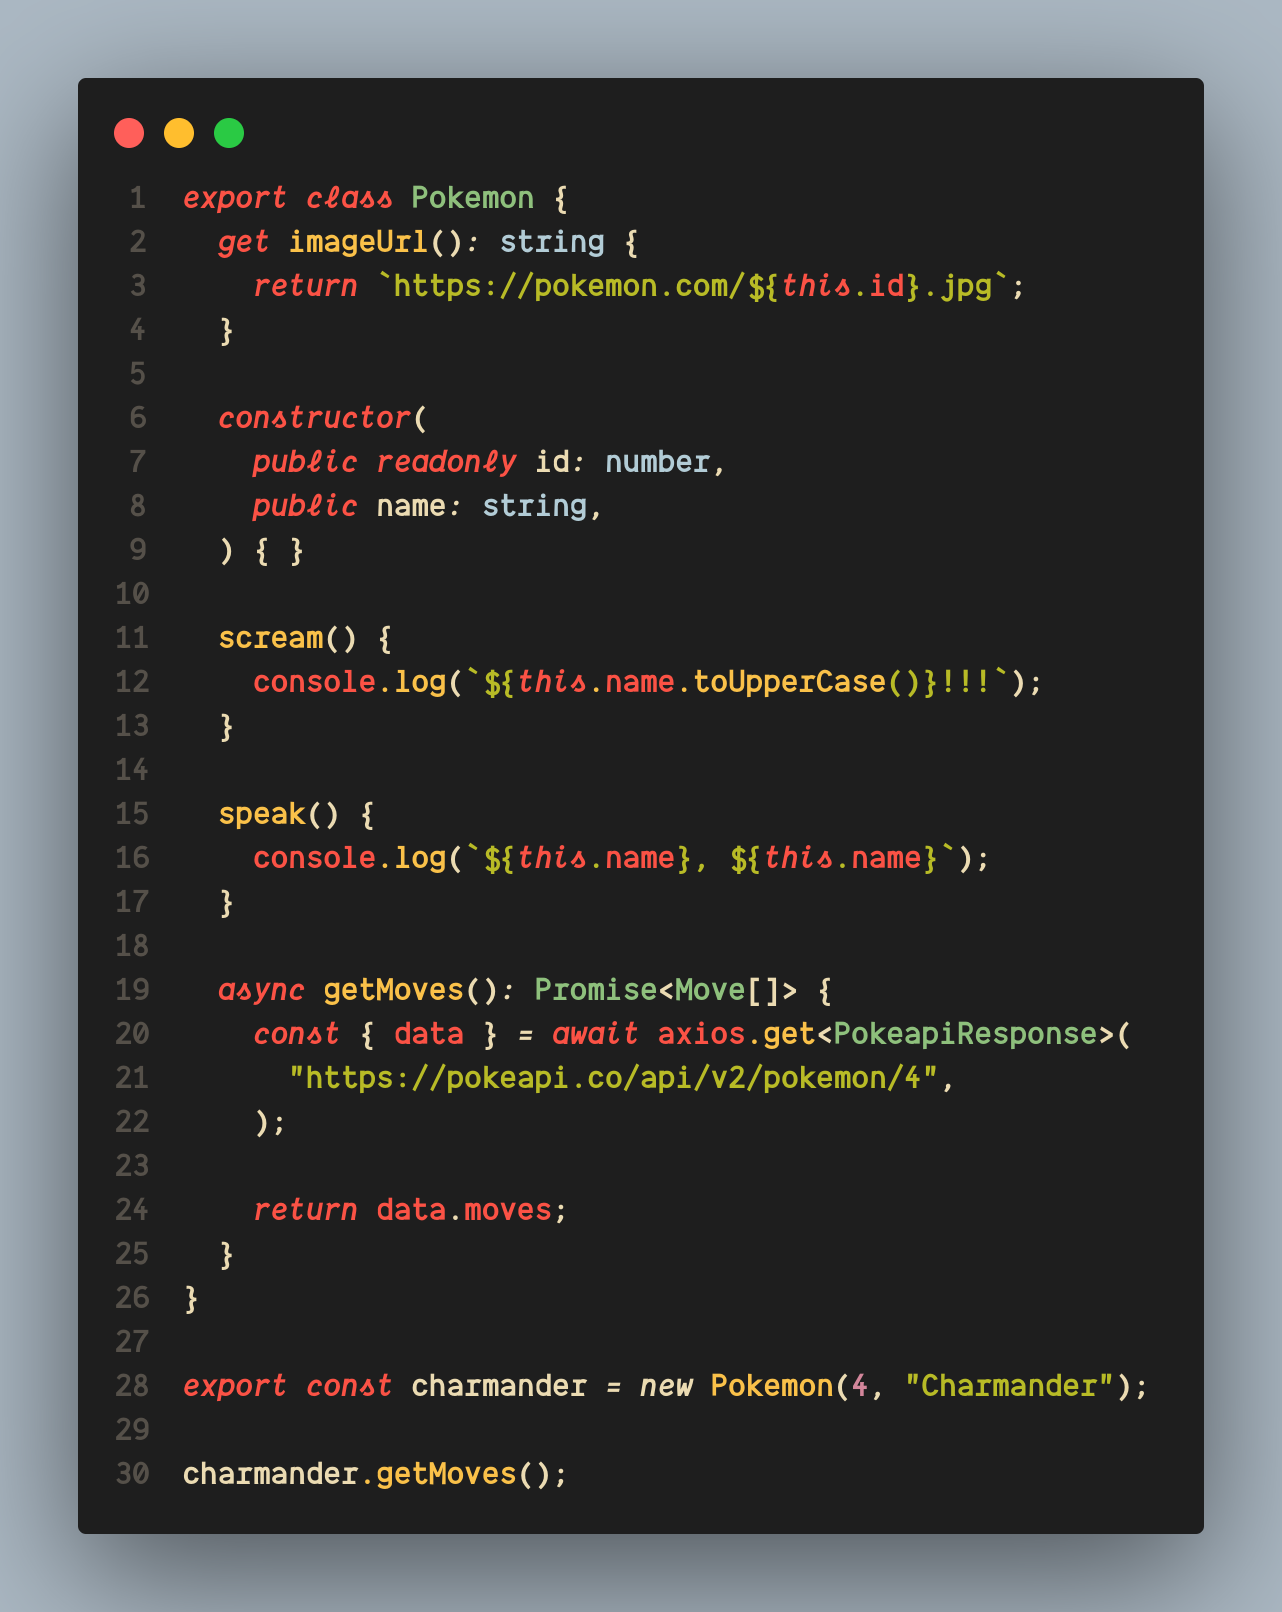 1 export class Pokemon {
2   get imageUrl(): string {
3     return `https://pokemon.com/${this.id}.jpg`;
4   }
5
6   constructor(
7     public readonly id: number,
8     public name: string,
9   ) { }
10
11   scream() {
12     console.log(`${this.name.toUpperCase()}!!!`);
13   }
14
15   speak() {
16     console.log(`${this.name}, ${this.name}`);
17   }
18
19   async getMoves(): Promise<Move[]> {
20     const { data } = await axios.get<PokeapiResponse>(
21       "https://pokeapi.co/api/v2/pokemon/4",
22     );
23
24     return data.moves;
25   }
26 }
27
28 export const charmander = new Pokemon(4, "Charmander");
29
30 charmander.getMoves();